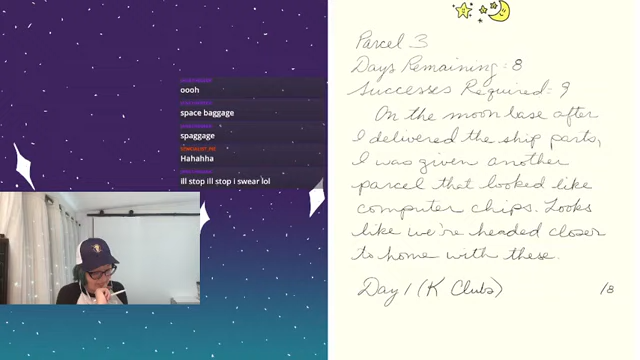 oooh
space baggage
spaggage
Hahahha
ill stop ill stop i swear lol
Parcel 3
Days Remaining: 8
Successes Required: 9
On the moon base after
I delivered the ship parts,
I was given another
parcel that looked like
computer chips. Looks
like we're headed closer
to home with these.
Day 1 (K Clubs)
/8